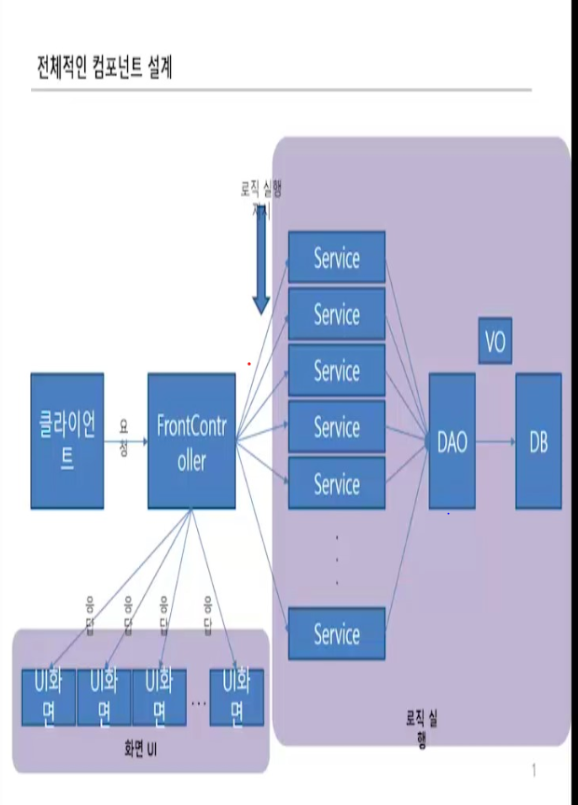 전체적인 컴포넌트 설계
로직 실행
지시
Service
Service
VO
Service
클라이언
트
요
청
FrontContr
oller
Service
DAO
DB
Service
.
.
.
응
답
응
답
응
답
응
답
Service
UI화
면
UI화
면
UI화
면
...
UI화
면
화면 UI
로직 실
행
1